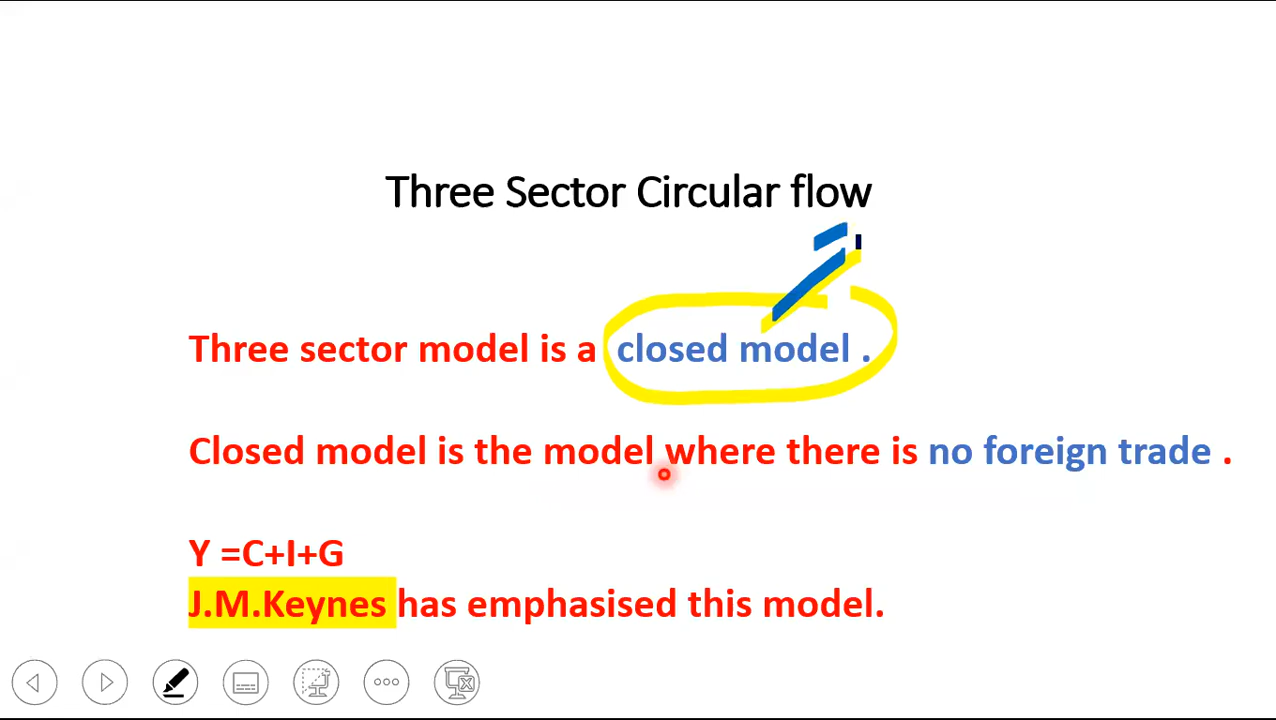 Three Sector Circular flow
Three sector model is a closed model .
Closed model is the model where there is no foreign trade .
Y =C+I+G
J.M.Keynes has emphasised this model.